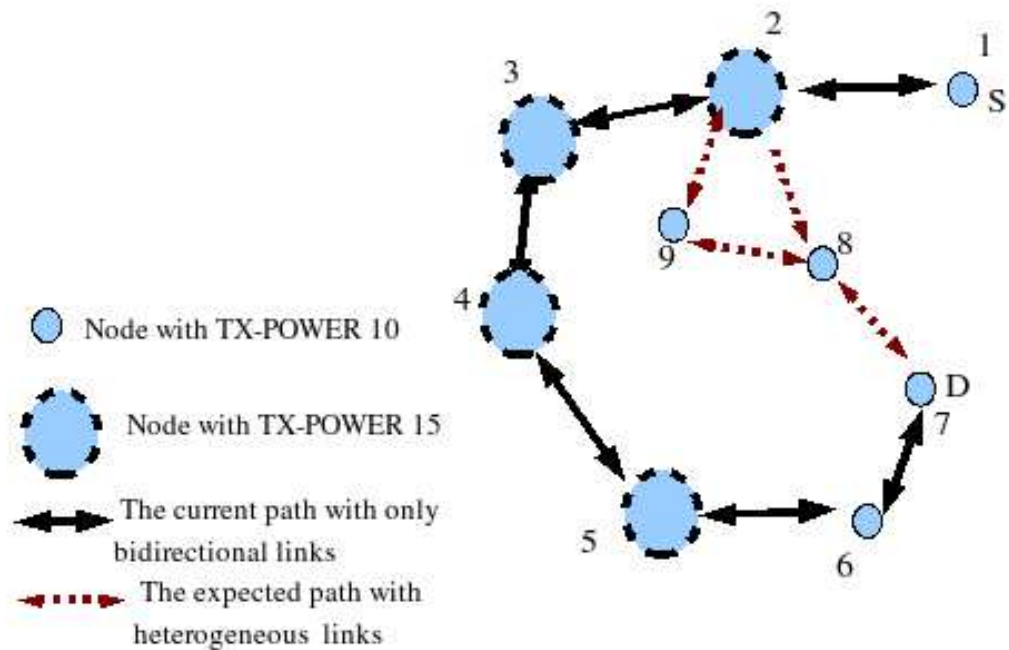 2
1
3
S
9
8
4
Node with TX-POWER 10
D
7
Node with TX-POWER 15
The current path with only
bidirectional links
5
6
The expected path with
heterogeneous links